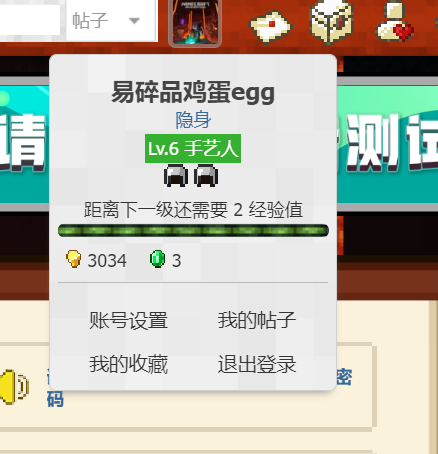 帖子
易碎品鸡蛋egg
隐身
Lv.6 手艺人
请
测试
距离下一级还需要 2 经验值
3034 3
账号设置 我的帖子
我的收藏 退出登录
密
码